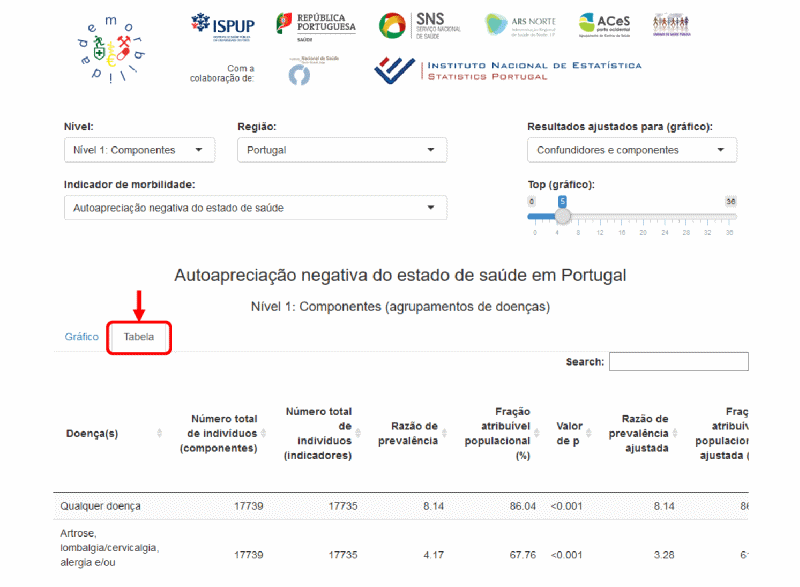 demorbilidade
ISPUP
REPÚBLICA
PORTUGUESA
SAÚDE
SNS
SERVIÇO NACIONAL
DE SAÚDE
ARS NORTE
ACeS
Com a
colaboração de:
INSTITUTO NACIONAL DE ESTATÍSTICA
STATISTICS PORTUGAL
Nível:
Região:
Resultados ajustados para (gráfico):
Nível 1: Componentes
Portugal
Confundidores e componentes
Indicador de morbilidade:
Top (gráfico):
Autoapreciação negativa do estado de saúde
0 5 36
0 4 8 12 16 20 24 28 32 36
Autoapreciação negativa do estado de saúde em Portugal
Nível 1: Componentes (agrupamentos de doenças)
Gráfico Tabela
Search:
Doença(s)
Número total
de indivíduos
(componentes)
Número total
de
indivíduos
(indicadores)
Razão de
prevalência
Fração
atribuível
populacional
(%)
Valor
de p
Razão de
prevalência
ajustada
Fraç
atribuív
populacion
ajustada (
Qualquer doença 17739 17735 8.14 86.04 <0.001 8.14 86
Artrose,
lombalgia/cervicalgia,
alergia e/ou
17739 17735 4.17 67.76 <0.001 3.28 6